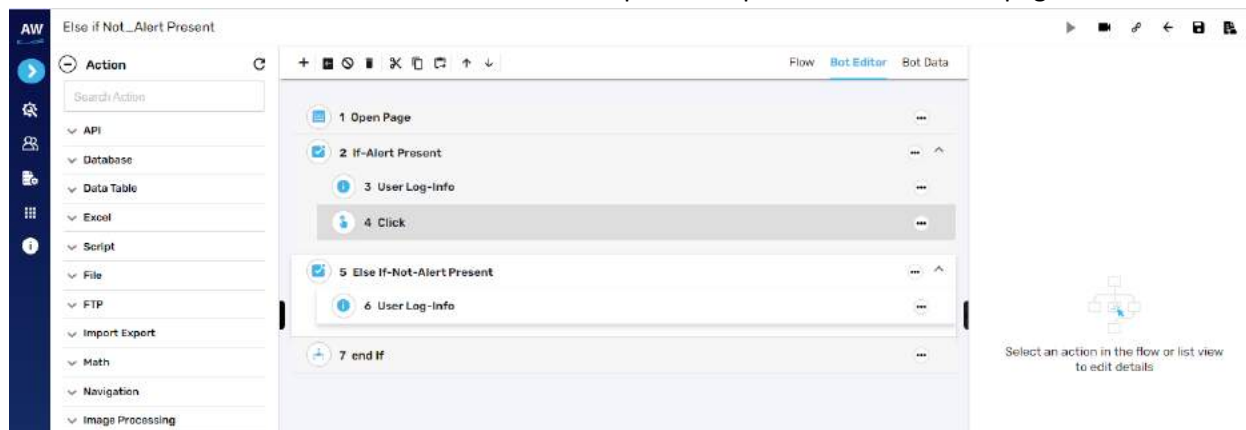 AW
Else if Not_Alert Present
Action
Search Action
API
Database
Data Table
Excel
Script
File
FTP
Import Export
Math
Navigation
Image Processing
Flow Bot Editor Bot Data
1 Open Page
2 If-Alert Present
3 User Log-Info
4 Click
5 Else If-Not-Alert Present
6 User Log-Info
7 end If
Select an action in the flow or list view
to edit details